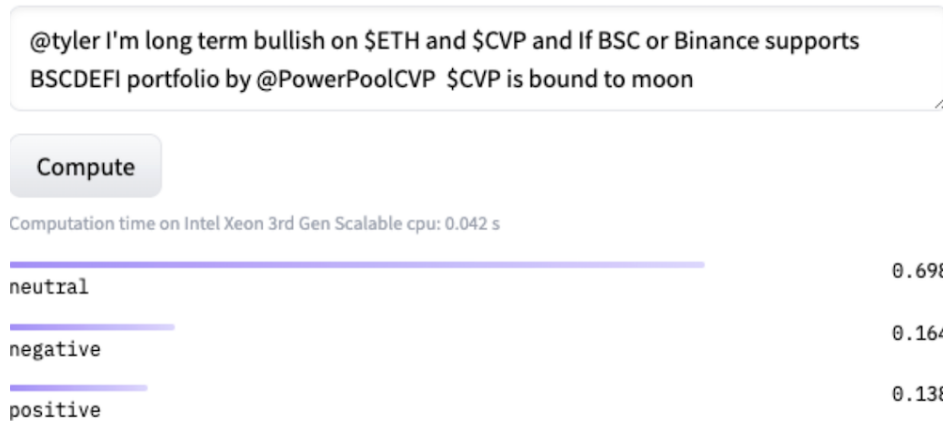 @tyler I'm long term bullish on $ETH and $CVP and If BSC or Binance supports
BSCDEFI portfolio by @PowerPoolCVP  $CVP is bound to moon
Compute
Computation time on Intel Xeon 3rd Gen Scalable cpu: 0.042 s
neutral 0.698
negative 0.164
positive 0.138